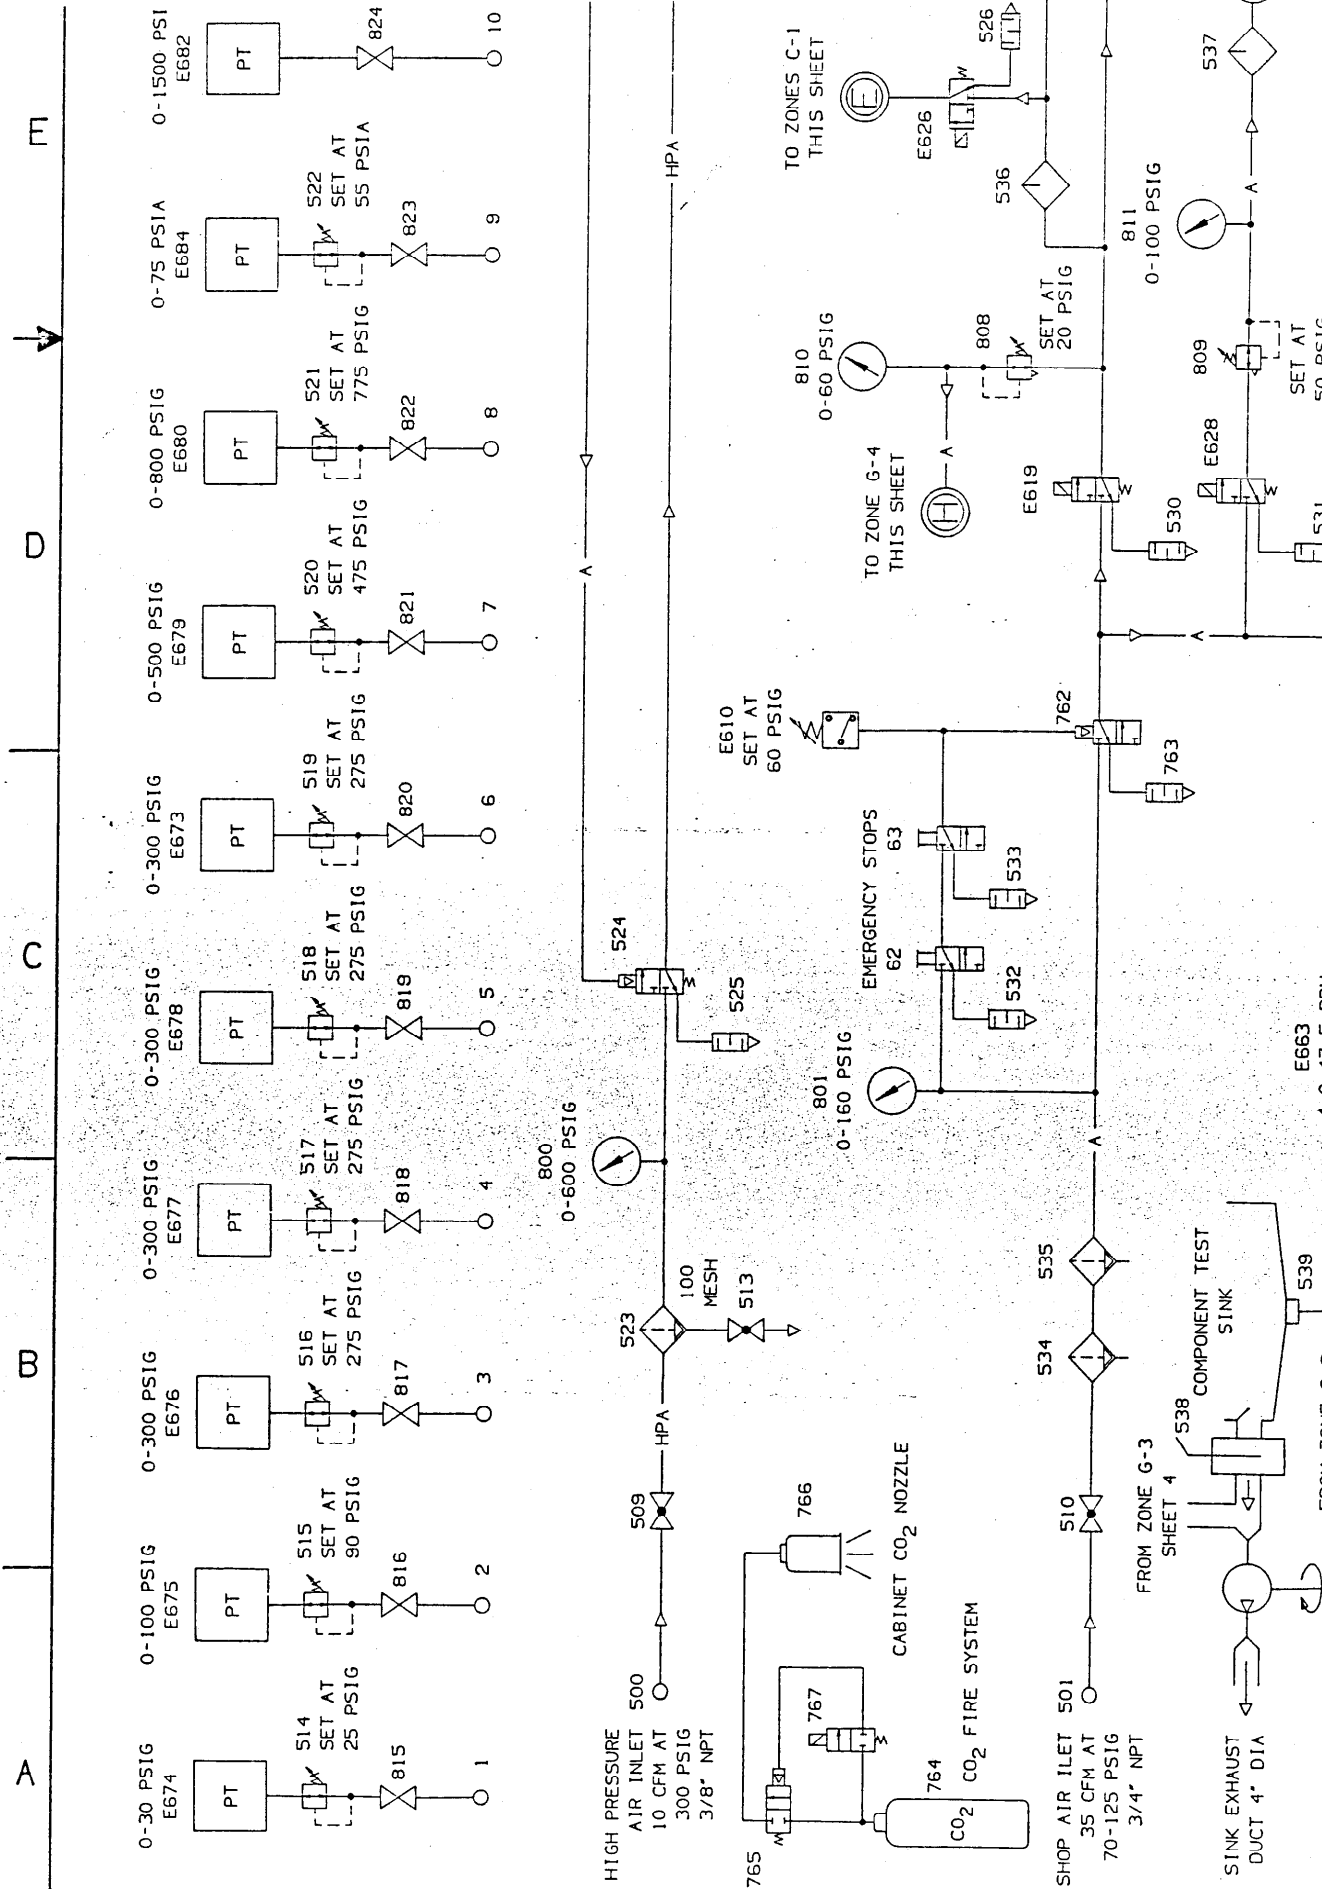 A
B
C
D
E
0-30 PSIG
E674
PT
514
SET AT
25 PSIG
815
1
0-100 PSIG
E675
PT
515
SET AT
90 PSIG
816
2
0-300 PSIG
E676
PT
516
SET AT
275 PSIG
817
3
0-300 PSIG
E677
PT
517
SET AT
275 PSIG
818
4
0-300 PSIG
E678
PT
518
SET AT
275 PSIG
819
5
0-300 PSIG
E673
PT
519
SET AT
275 PSIG
820
6
0-500 PSIG
E679
PT
520
SET AT
475 PSIG
821
7
0-800 PSIG
E680
PT
521
SET AT
775 PSIG
822
8
0-75 PSIA
E684
PT
522
SET AT
55 PSIA
823
9
0-1500 PSI
E682
PT
824
10
HIGH PRESSURE
AIR INLET 500
10 CFM AT
300 PSIG
3/8" NPT
509
HPA
523
100
MESH
513
800
0-600 PSIG
524
525
A
HPA
765
767
764
CO2
CO2 FIRE SYSTEM
766
CABINET CO2 NOZZLE
SHOP AIR ILET 501
35 CFM AT
70-125 PSIG
3/4" NPT
510
534
535
A
801
0-160 PSIG
EMERGENCY STOPS
62
63
532
533
E610
SET AT
60 PSIG
762
763
A
E619
530
TO ZONE G-4
THIS SHEET
H
A
810
0-60 PSIG
808
SET AT
20 PSIG
536
TO ZONES C-1
THIS SHEET
E
E626
526
E628
531
809
SET AT
50 PSIG
811
0-100 PSIG
A
537
SINK EXHAUST
DUCT 4" DIA
FROM ZONE G-3
SHEET 4
538
COMPONENT TEST
SINK
539
E663